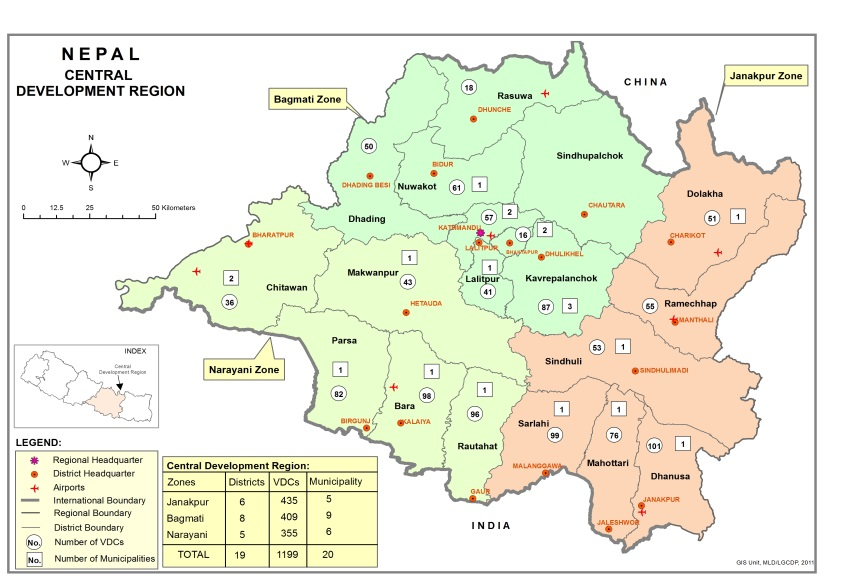 NEPAL
CENTRAL
DEVELOPMENT REGION
N
W E
S
0 25 50 Kilometers
Bagmati Zone
Janakpur Zone
Narayani Zone
CHINA
INDIA
18
Rasuwa
DHUNCHE
50
DHADING BESI
Dhading
BIDUR
Nuwakot
61 1
Sindhupalchok
CHAUTARA
57 2
KATHMANDU
16 2
LALITPUR
BHAKTAPUR
DHULIKHEL
1
Lalitpur
41
Kavrepalanchok
87 3
Dolakha
51 1
CHARIKOT
55
Ramechhap
MANTHALI
53 1
Sindhuli
SINDHULIMADI
BHARATPUR
2
36
Chitawan
1
Makwanpur
43
HETAUDA
Parsa
1
82
BIRGUNJ
1
98
Bara
KALAIYA
1
96
Rautahat
GAUR
1
Sarlahi
99
MALANGGAWA
1
76
Mahottari
JALESHWOR
101 1
Dhanusa
JANAKPUR
INDEX
Central
Development Region
LEGEND:
Regional Headquarter
District Headquarter
Airports
International Boundary
Regional Boundary
District Boundary
No. Number of VDCs
No. Number of Municipalities
Central Development Region:
Zones Districts VDCs Municipality
Janakpur 6 435 5
Bagmati 8 409 9
Narayani 5 355 6
TOTAL 19 1199 20
GIS Unit, MLD/LGCDP, 2011